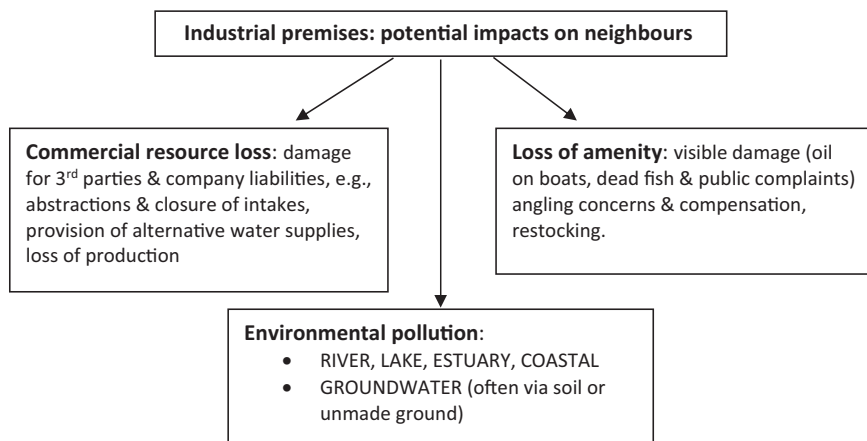 Industrial premises: potential impacts on neighbours
Commercial resource loss: damage
for 3rd parties & company liabilities, e.g.,
abstractions & closure of intakes,
provision of alternative water supplies,
loss of production
Loss of amenity: visible damage (oil
on boats, dead fish & public complaints)
angling concerns & compensation,
restocking.
Environmental pollution:
• RIVER, LAKE, ESTUARY, COASTAL
• GROUNDWATER (often via soil or
unmade ground)